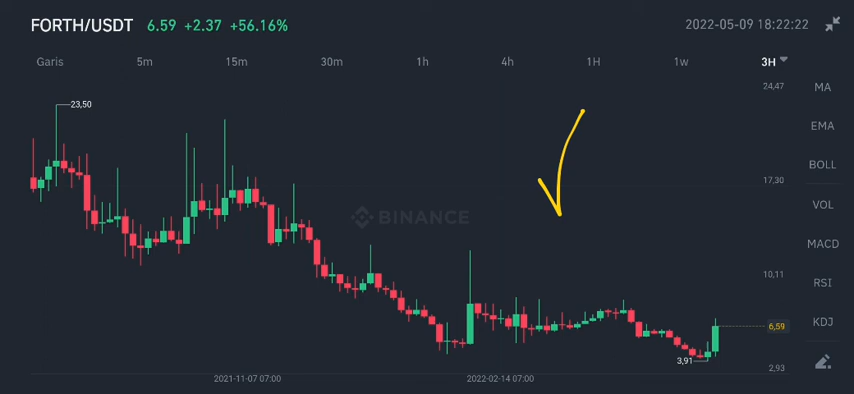 FORTH/USDT 6.59 +2.37 +56.16% 2022-05-09 18:22:22
Garis 5m 15m 30m 1h 4h 1H 1w 3H
24,47
MA
23,50
EMA
BOLL
17,30
VOL
BINANCE
MACD
10,11
RSI
KDJ
6,59
3,91
2,93
2021-11-07 07:00 2022-02-14 07:00